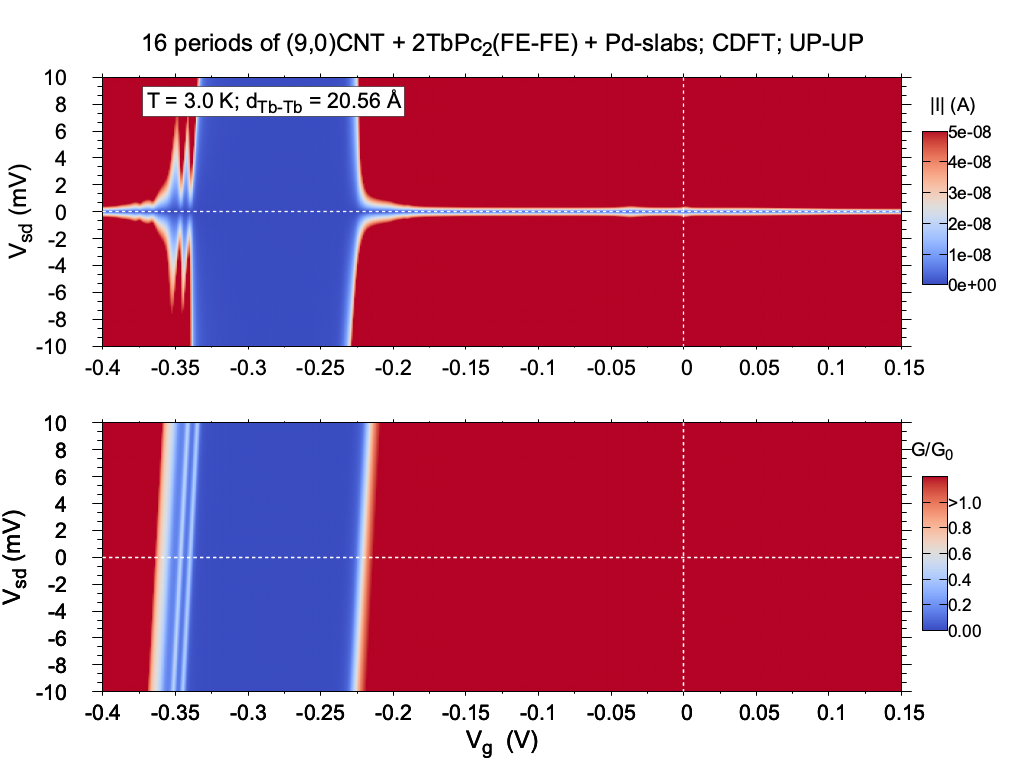 16 periods of (9,0)CNT + 2TbPc2(FE-FE) + Pd-slabs; CDFT; UP-UP
T = 3.0 K; dTb-Tb = 20.56 Å
10
8
6
4
2
0
-2
-4
-6
-8
-10
Vsd (mV)
-0.4 -0.35 -0.3 -0.25 -0.2 -0.15 -0.1 -0.05 0 0.05 0.1 0.15
|I| (A)
5e-08
4e-08
3e-08
2e-08
1e-08
0e+00
10
8
6
4
2
0
-2
-4
-6
-8
-10
Vsd (mV)
-0.4 -0.35 -0.3 -0.25 -0.2 -0.15 -0.1 -0.05 0 0.05 0.1 0.15
Vg (V)
G/G0
>1.0
0.8
0.6
0.4
0.2
0.00